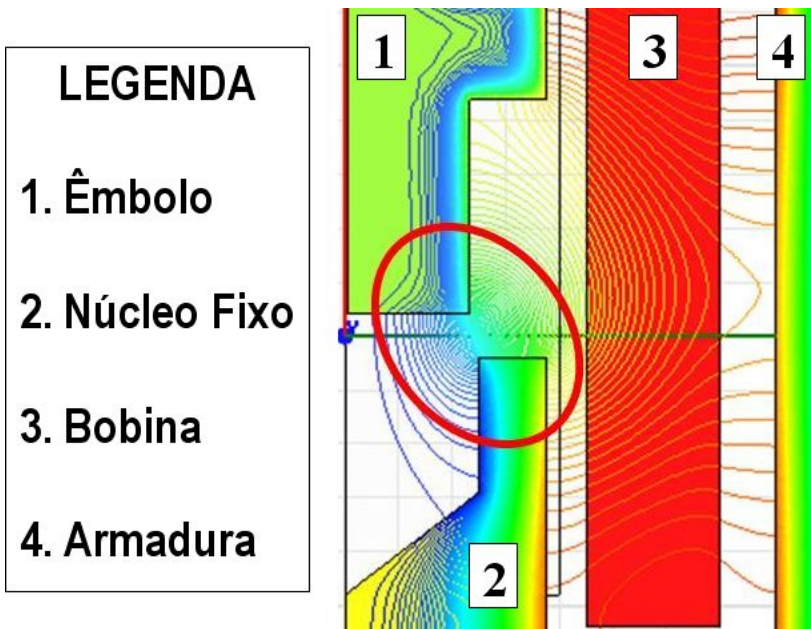 LEGENDA
1. Êmbolo
2. Núcleo Fixo
3. Bobina
4. Armadura
1
3
4
2